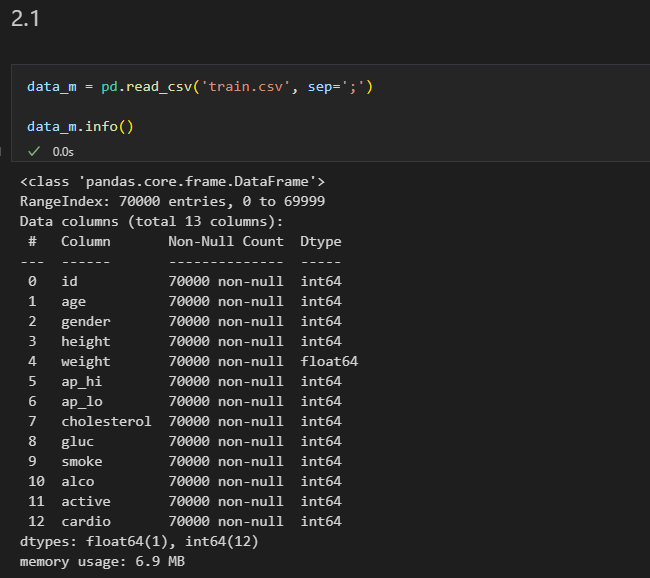 2.1
data_m = pd.read_csv('train.csv', sep=';')
data_m.info()
0.0s
<class 'pandas.core.frame.DataFrame'>
RangeIndex: 70000 entries, 0 to 69999
Data columns (total 13 columns):
 #   Column       Non-Null Count  Dtype
---  ------       --------------  -----
 0   id           70000 non-null  int64
 1   age          70000 non-null  int64
 2   gender       70000 non-null  int64
 3   height       70000 non-null  int64
 4   weight       70000 non-null  float64
 5   ap_hi        70000 non-null  int64
 6   ap_lo        70000 non-null  int64
 7   cholesterol  70000 non-null  int64
 8   gluc         70000 non-null  int64
 9   smoke        70000 non-null  int64
 10  alco         70000 non-null  int64
 11  active       70000 non-null  int64
 12  cardio       70000 non-null  int64
dtypes: float64(1), int64(12)
memory usage: 6.9 MB